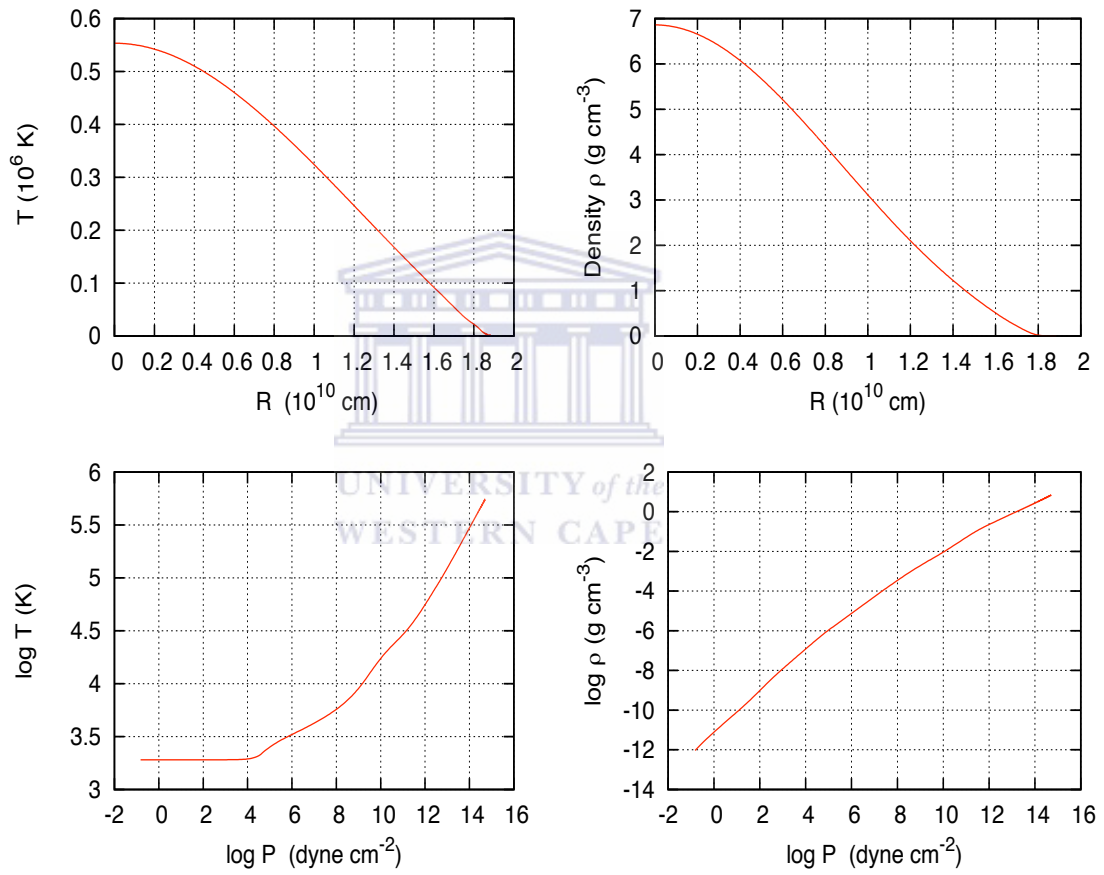 0.6
0.5
0.4
0.3
0.2
0.1
0
T (10^6 K)
0 0.2 0.4 0.6 0.8 1 1.2 1.4 1.6 1.8 2
R (10^10 cm)
7
6
5
4
3
2
1
0
Density ρ (g cm^-3)
0 0.2 0.4 0.6 0.8 1 1.2 1.4 1.6 1.8 2
R (10^10 cm)
UNIVERSITY of the
WESTERN CAPE
6
5.5
5
4.5
4
3.5
3
log T (K)
-2 0 2 4 6 8 10 12 14 16
log P (dyne cm^-2)
2
0
-2
-4
-6
-8
-10
-12
-14
log ρ (g cm^-3)
-2 0 2 4 6 8 10 12 14 16
log P (dyne cm^-2)